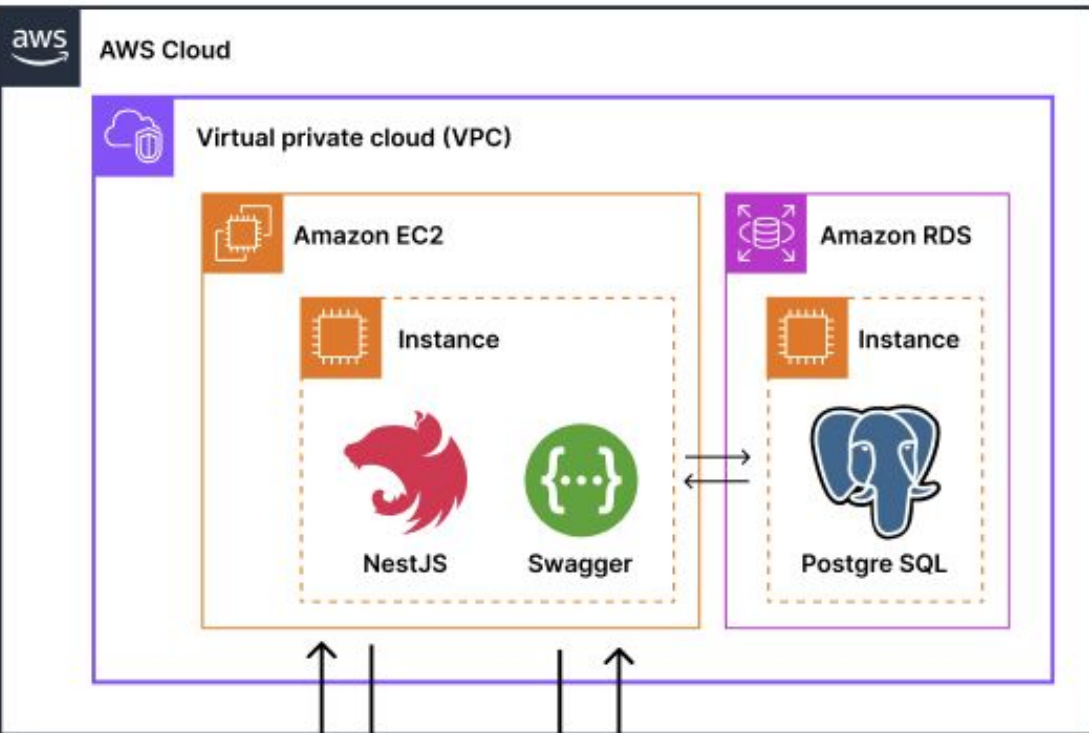 aws
AWS Cloud
Virtual private cloud (VPC)
Amazon EC2
Amazon RDS
Instance
Instance
NestJS
Swagger
Postgre SQL